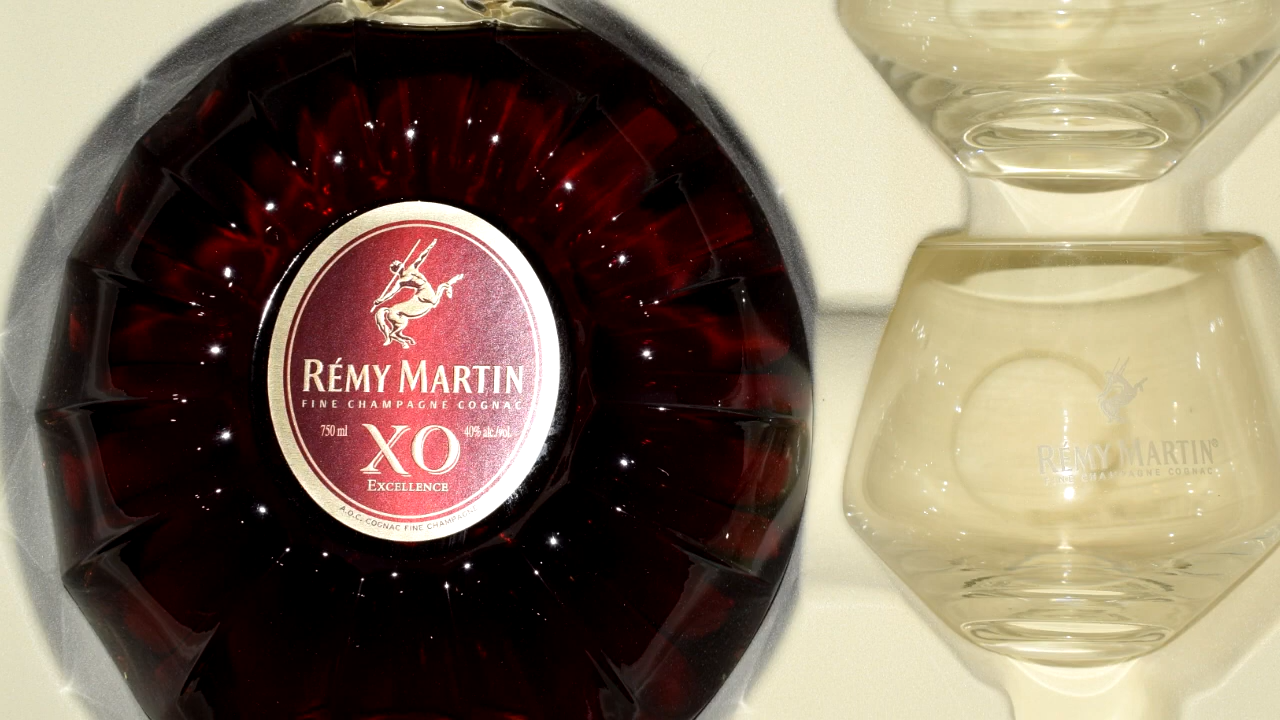 RÉMY MARTIN
FINE CHAMPAGNE COGNAC
750 ml XO 40% alc./vol.
EXCELLENCE
A.O.C. COGNAC FINE CHAMPAGNE
RÉMY MARTIN®
FINE CHAMPAGNE COGNAC